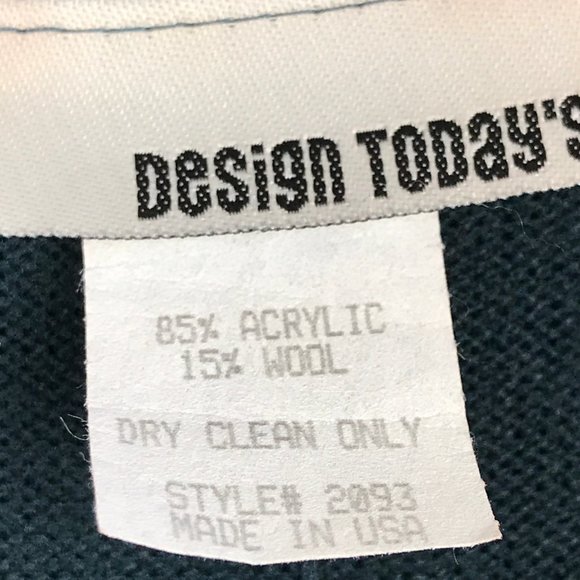 Design Today's
85% ACRYLIC
15% WOOL
DRY CLEAN ONLY
STYLE# 2093
MADE IN USA